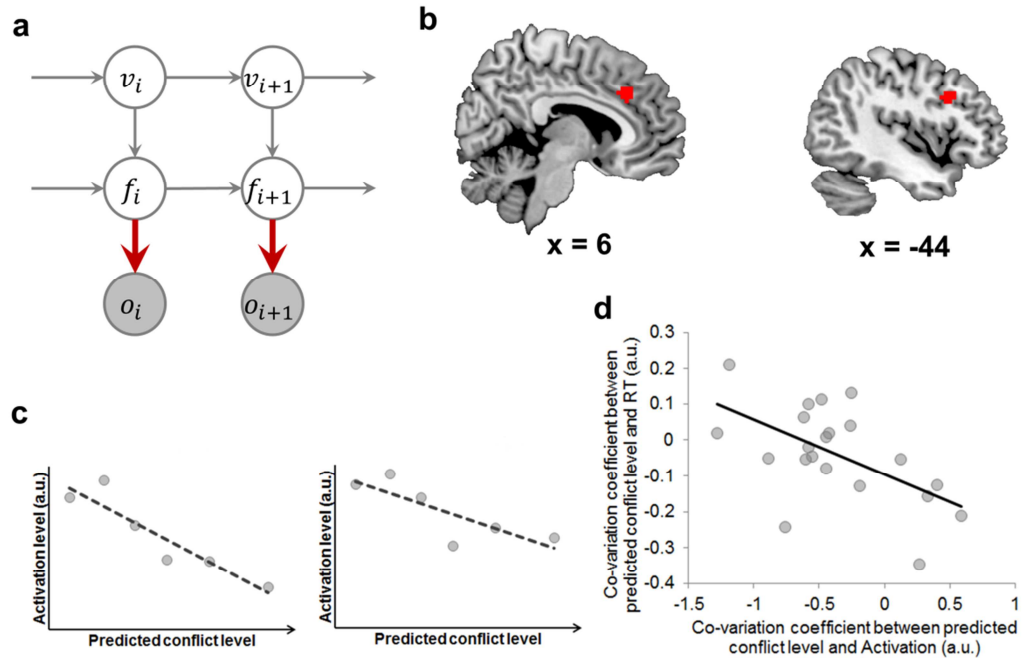 a
v_i
v_{i+1}
f_i
f_{i+1}
o_i
o_{i+1}
b
x = 6
x = -44
c
Activation level (a.u.)
Predicted conflict level
Activation level (a.u.)
Predicted conflict level
d
Co-variation coefficient between
predicted conflict level and RT (a.u.)
0.3
0.2
0.1
0
-0.1
-0.2
-0.3
-0.4
-1.5
-1
-0.5
0
0.5
1
Co-variation coefficient between predicted
conflict level and Activation (a.u.)